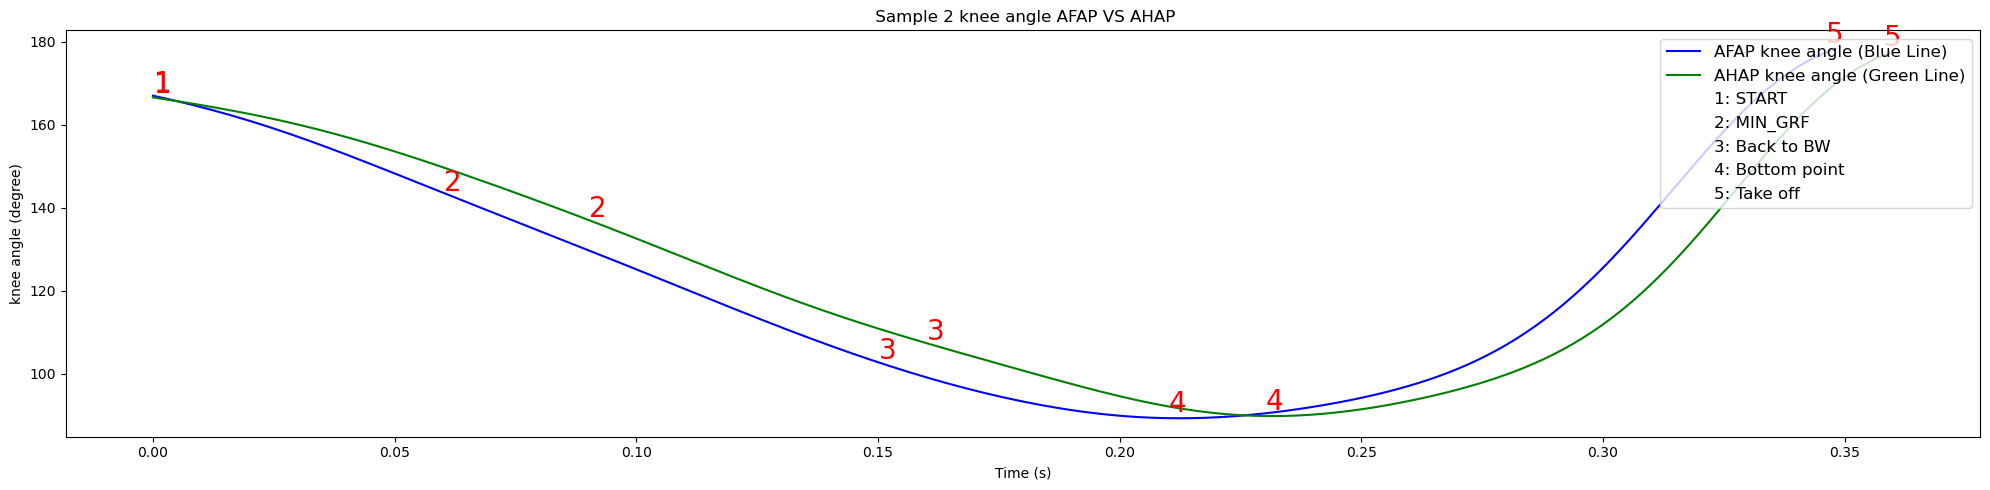 Sample 2 knee angle AFAP VS AHAP
180
160
140
120
100
knee angle (degree)
1
1
2
2
3
3
4
4
5
5
AFAP knee angle (Blue Line)
AHAP knee angle (Green Line)
1: START
2: MIN_GRF
3: Back to BW
4: Bottom point
5: Take off
0.00 0.05 0.10 0.15 0.20 0.25 0.30 0.35
Time (s)